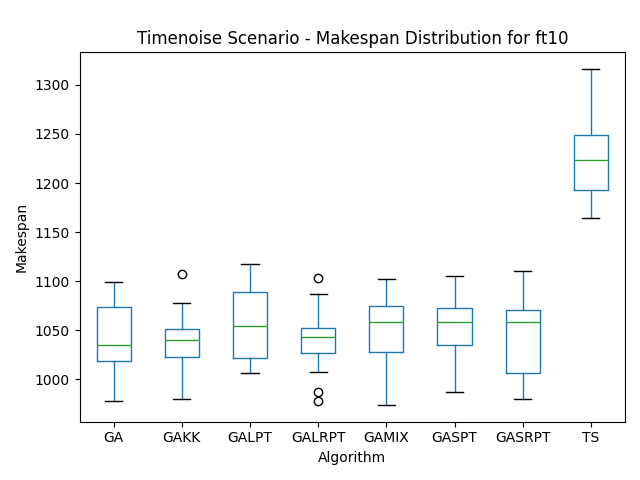 Timenoise Scenario - Makespan Distribution for ft10
Makespan
1300
1250
1200
1150
1100
1050
1000
GA GAKK GALPT GALRPT GAMIX GASPT GASRPT TS
Algorithm